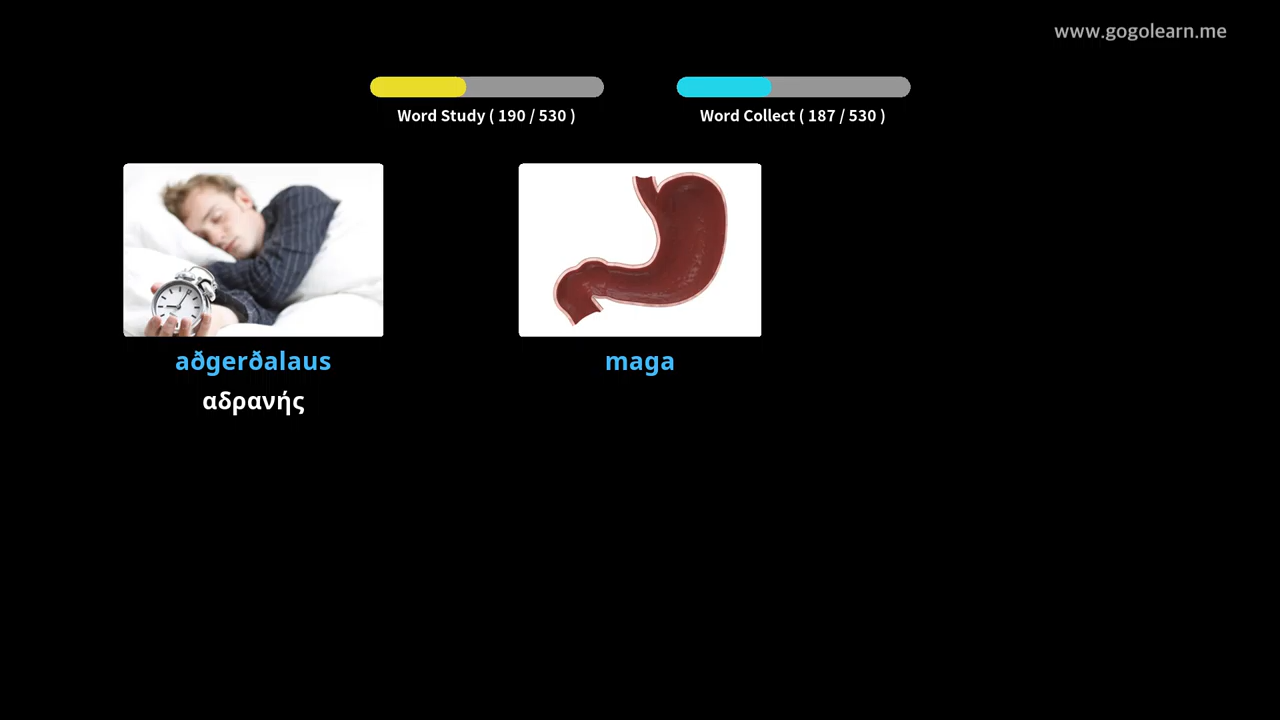 www.gogolearn.me
Word Study ( 190 / 530 )
Word Collect ( 187 / 530 )
aðgerðalaus
maga
αδρανής